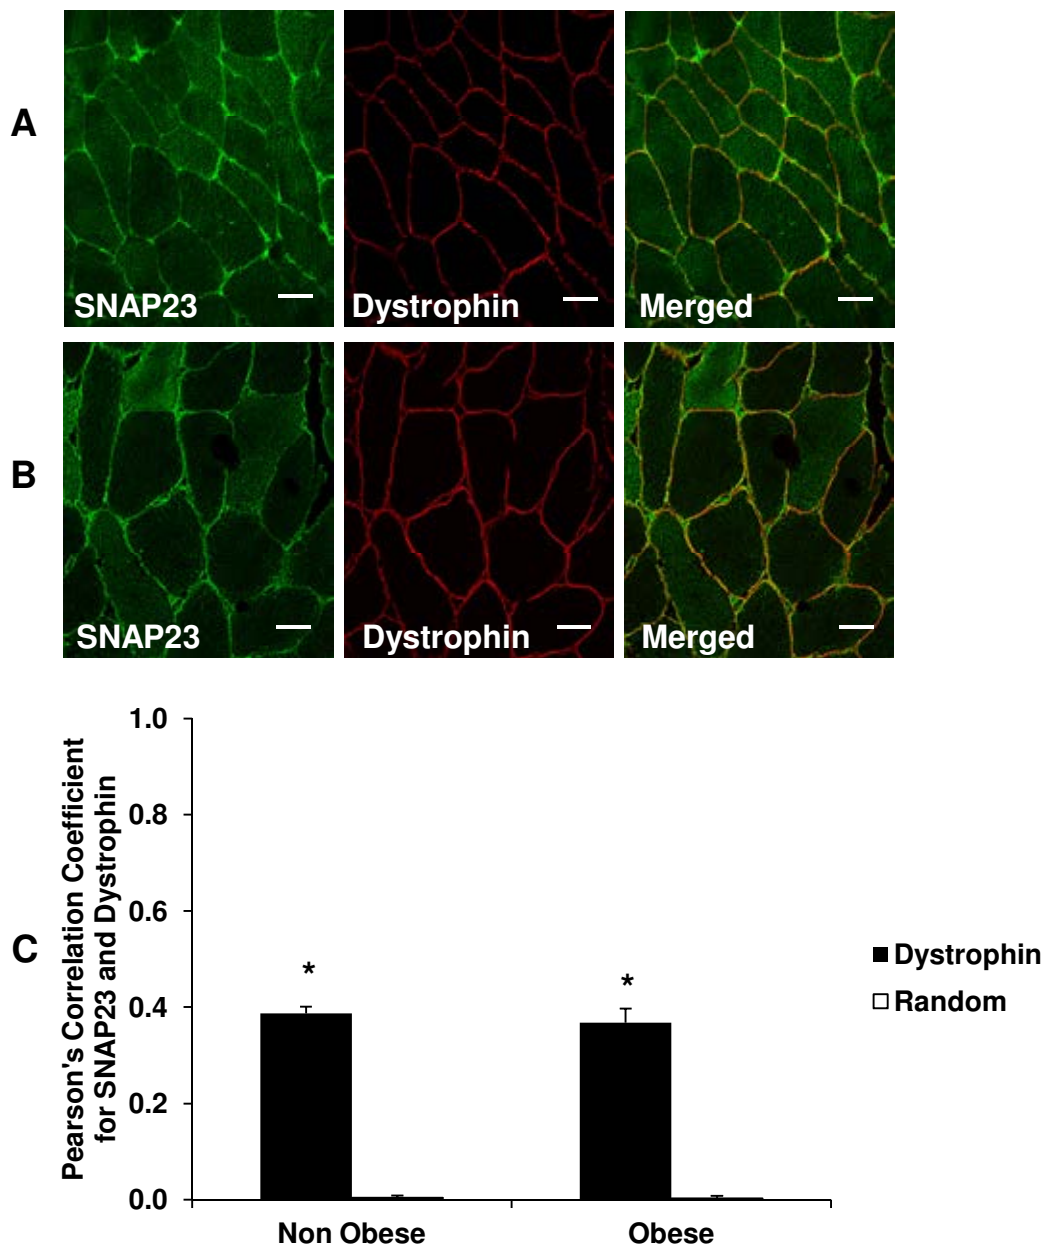 A
SNAP23
Dystrophin
Merged
B
SNAP23
Dystrophin
Merged
C
Pearson's Correlation Coefficient
for SNAP23 and Dystrophin
1.0
0.8
0.6
0.4
0.2
0.0
*
*
Non Obese
Obese
Dystrophin
Random